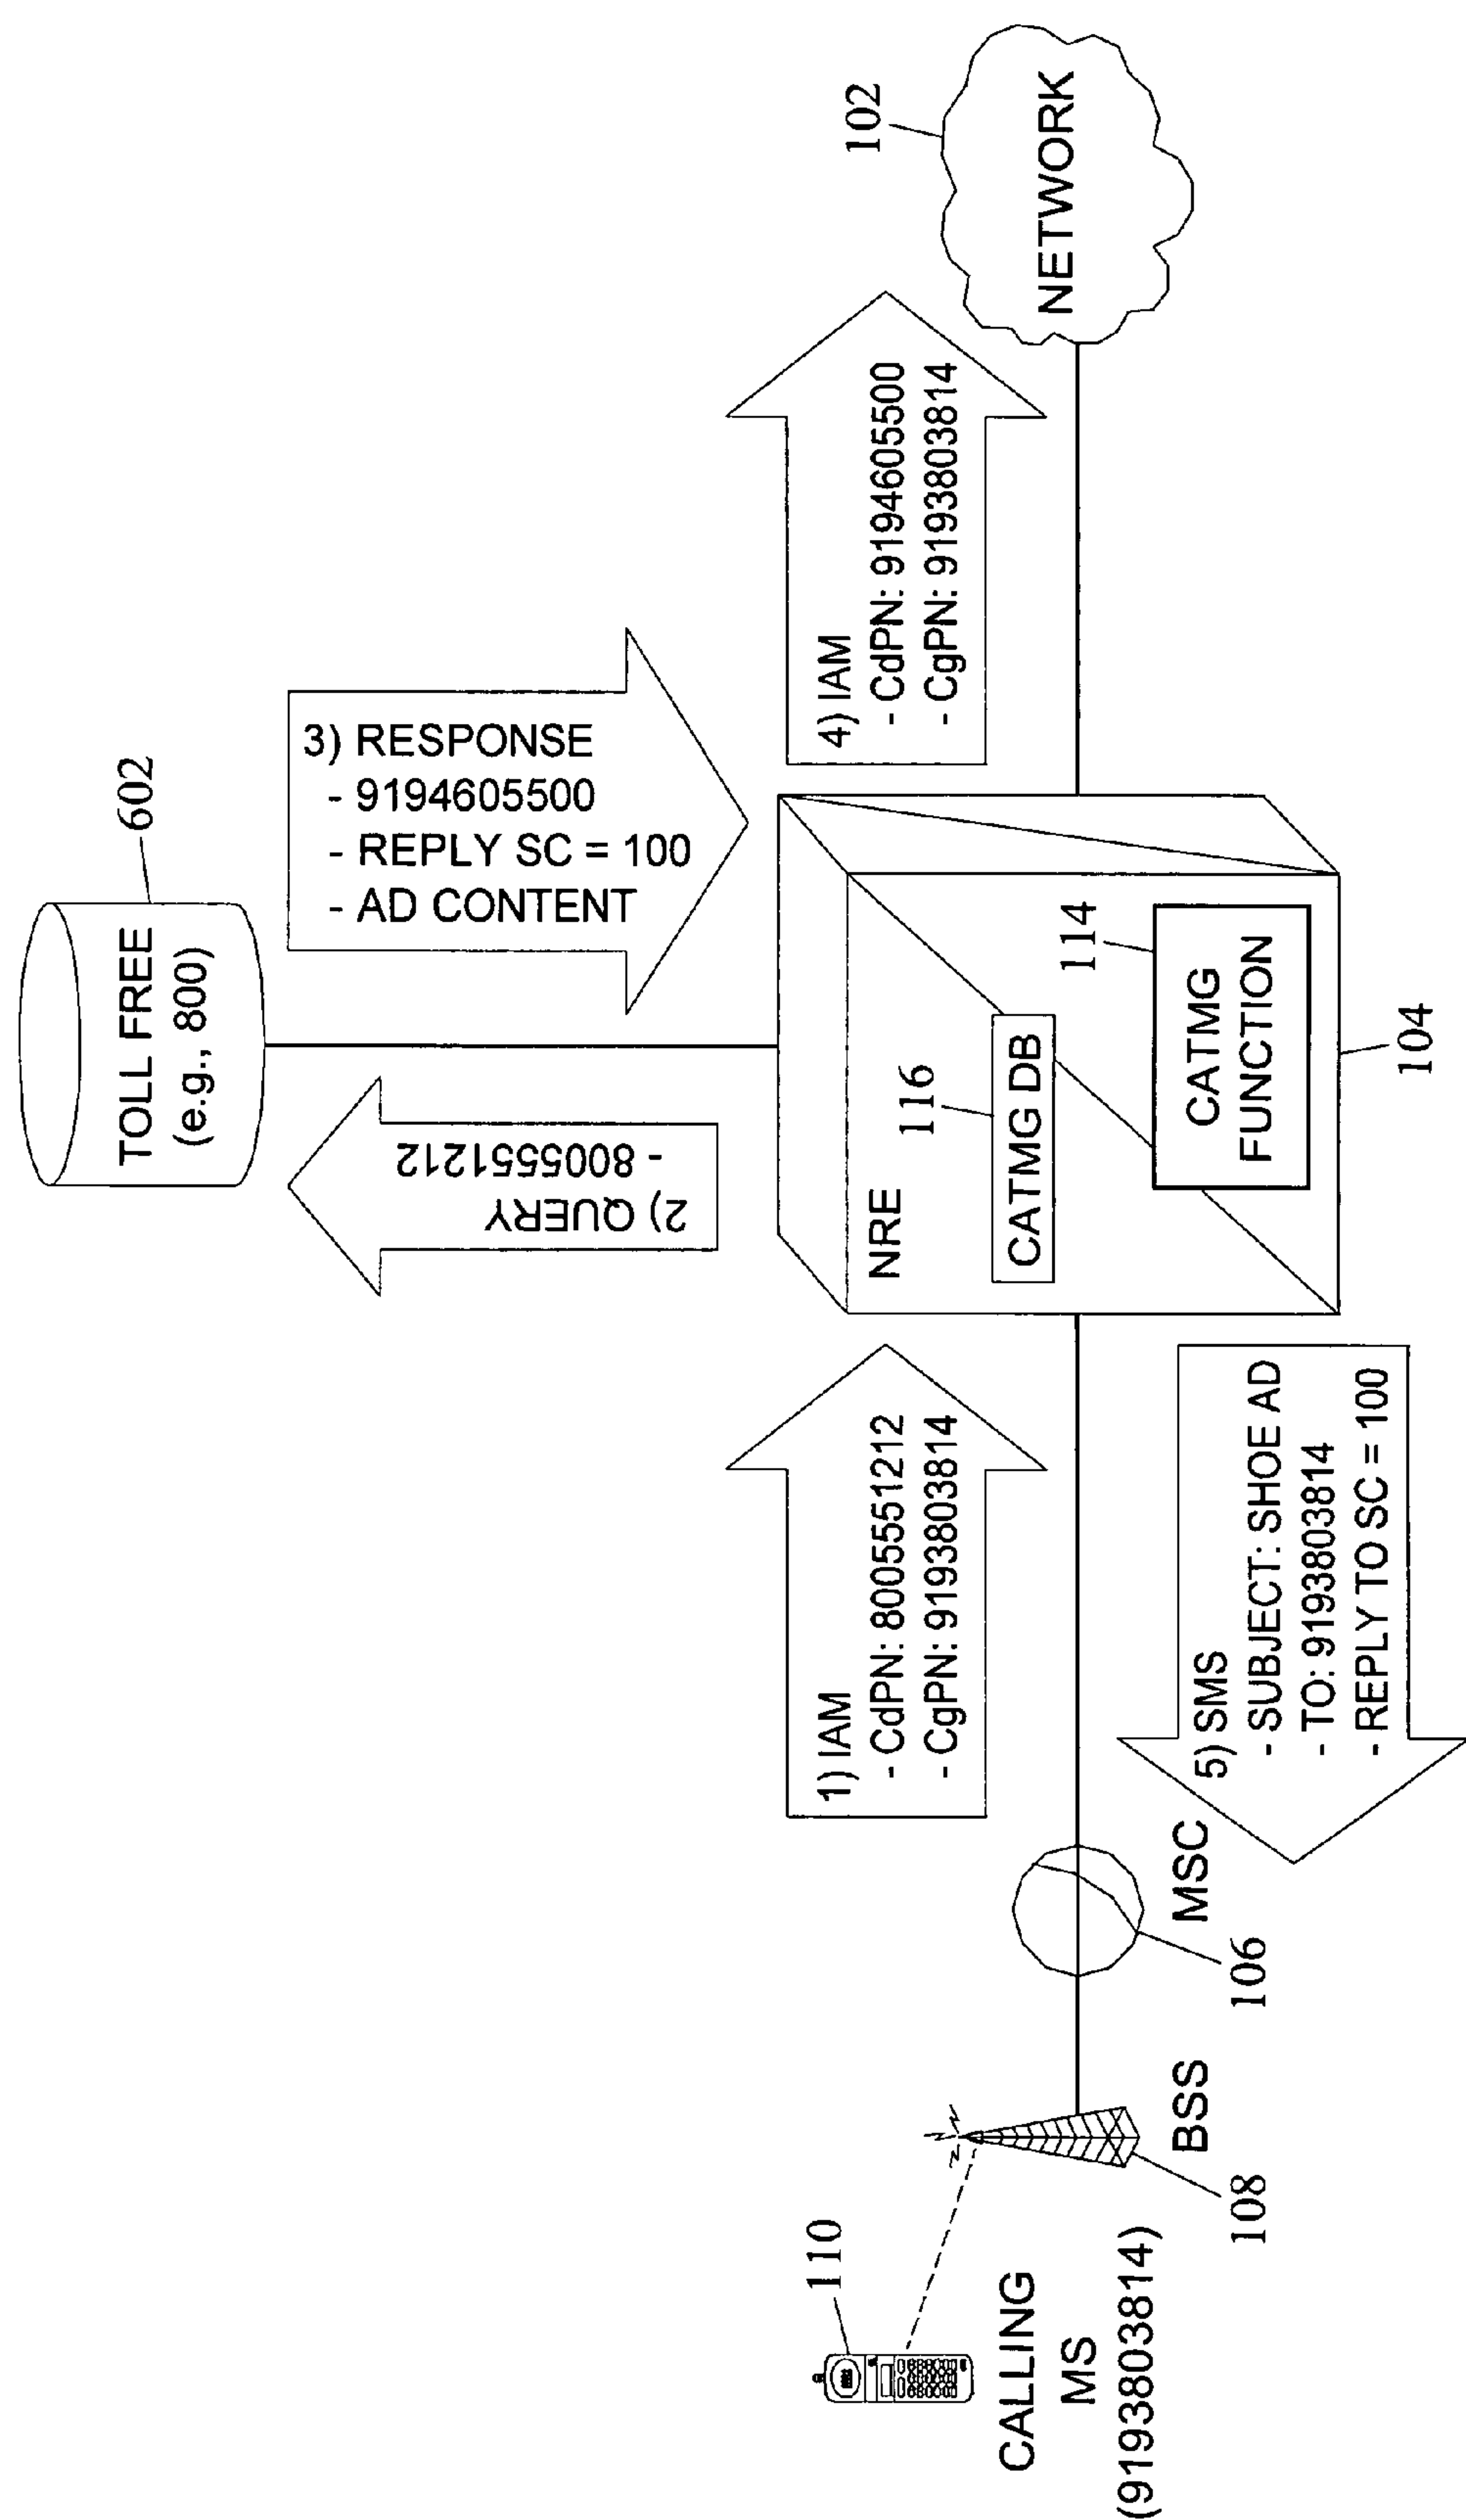 602
TOLL FREE
(e.g., 800)
2) QUERY
- 8005551212
3) RESPONSE
- 9194605500
- REPLY SC = 100
- AD CONTENT
110
CALLING
MS
(9193803814)
108
BSS
106
MSC
1) IAM
- CdPN: 8005551212
- CgPN: 9193803814
NRE
116
CATMG DB
114
CATMG
FUNCTION
104
4) IAM
- CdPN: 9194605500
- CgPN: 9193803814
102
NETWORK
5) SMS
- SUBJECT: SHOE AD
- TO: 9193803814
- REPLY TO SC = 100